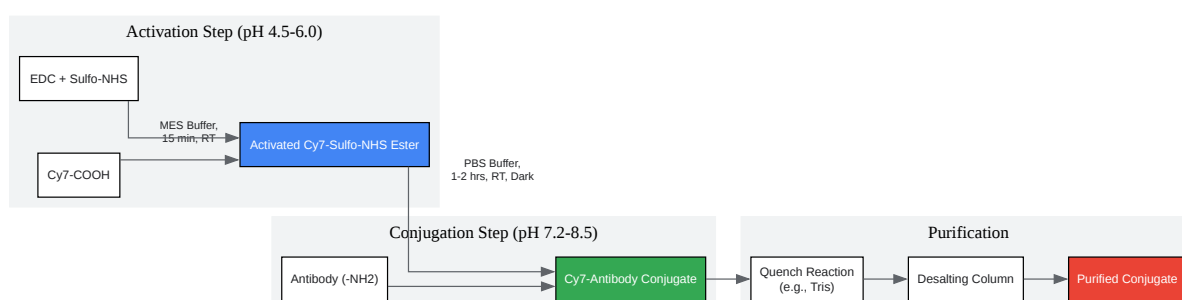 Activation Step (pH 4.5-6.0)
EDC + Sulfo-NHS
MES Buffer,
15 min, RT
Activated Cy7-Sulfo-NHS Ester
Cy7-COOH
PBS Buffer,
1-2 hrs, RT, Dark
Conjugation Step (pH 7.2-8.5)
Antibody (-NH2)
Cy7-Antibody Conjugate
Purification
Quench Reaction
(e.g., Tris)
Desalting Column
Purified Conjugate